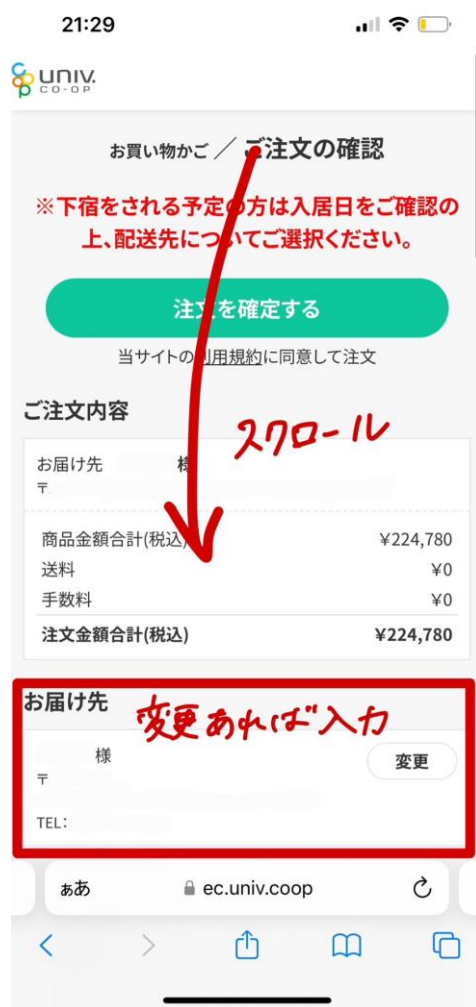 21:29
UNIV.
CO-OP
お買い物かご／ご注文の確認
※下宿をされる予定の方は入居日をご確認の
上、配送先についてご選択ください。
注文を確定する
当サイトの利用規約に同意して注文
ご注文内容
スクロール
お届け先 様
〒
商品金額合計(税込) ¥224,780
送料 ¥0
手数料 ¥0
注文金額合計(税込) ¥224,780
お届け先
変更あれば入力
様
変更
〒
TEL:
ぁあ ec.univ.coop